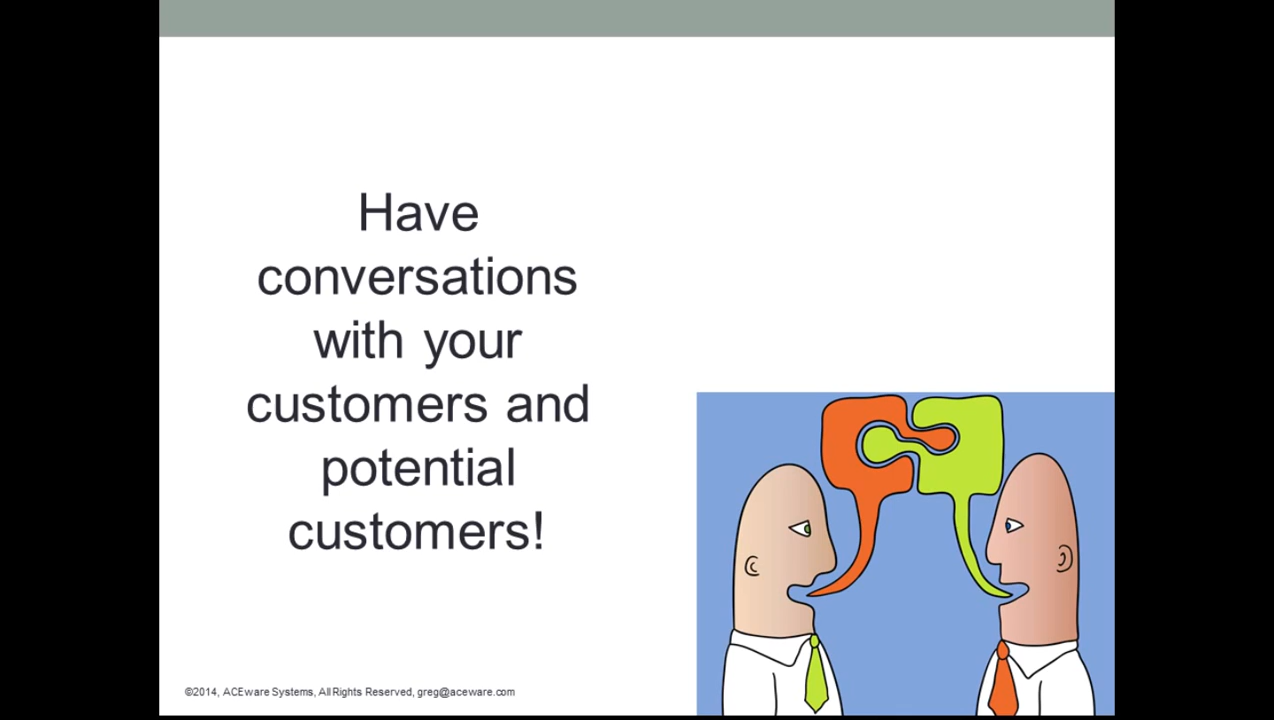 Have
conversations
with your
customers and
potential
customers!
©2014, ACEware Systems, All Rights Reserved, greg@aceware.com